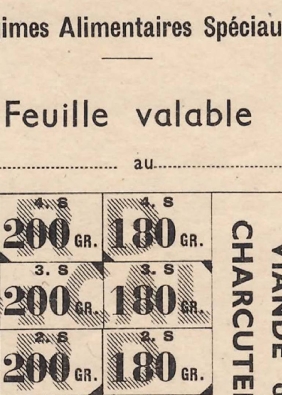 imes Alimentaires Spéciau
Feuille valable
au
4. S 4. S
200 GR. 180 GR.
3. S 3. S
200 GR. 180 GR.
2. S 2. S
200 GR. 180 GR.
VIANDE
CHARCUTE